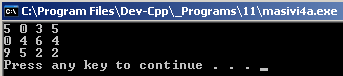 C:\Program Files\Dev-Cpp\_Programs\11\masivi4a.exe
5 0 3 5
0 4 6 4
9 5 2 2
Press any key to continue . . . _